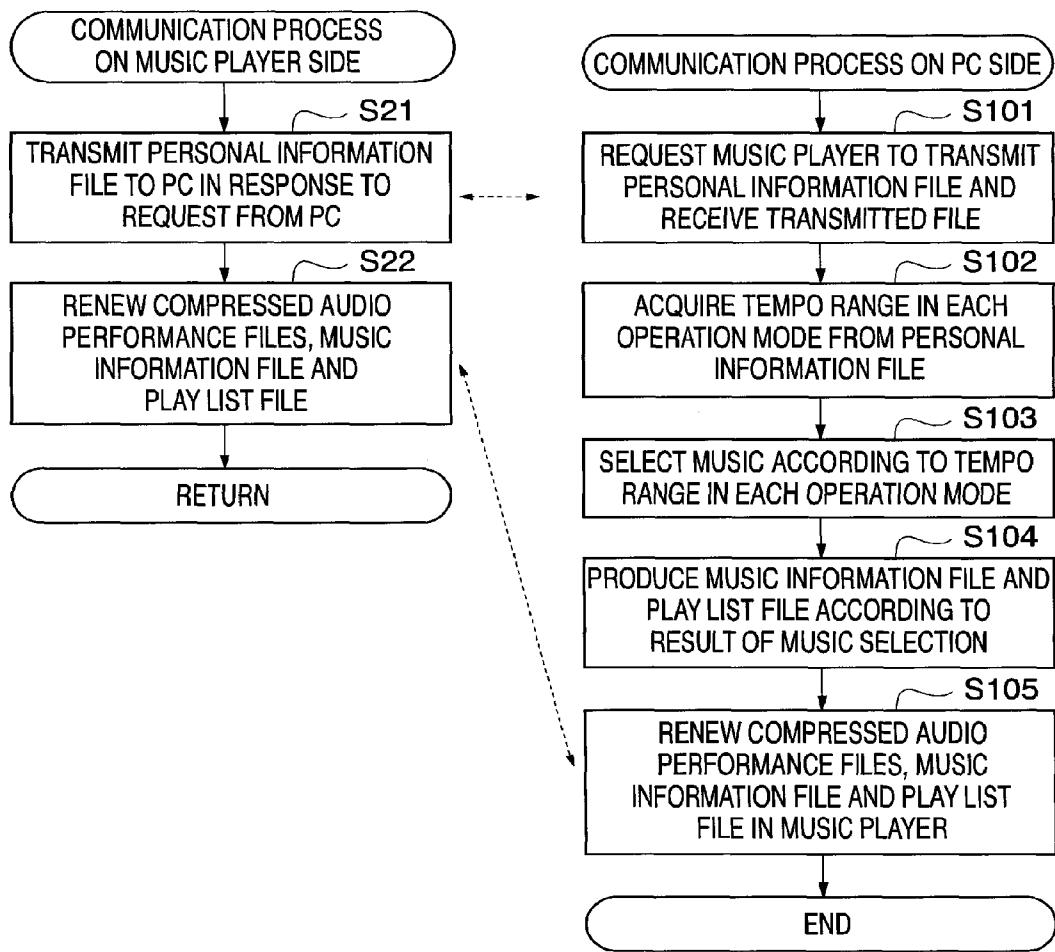 COMMUNICATION PROCESS
ON MUSIC PLAYER SIDE
S21
TRANSMIT PERSONAL INFORMATION
FILE TO PC IN RESPONSE TO
REQUEST FROM PC
S22
RENEW COMPRESSED AUDIO
PERFORMANCE FILES, MUSIC
INFORMATION FILE AND
PLAY LIST FILE
RETURN
COMMUNICATION PROCESS ON PC SIDE
S101
REQUEST MUSIC PLAYER TO TRANSMIT
PERSONAL INFORMATION FILE AND
RECEIVE TRANSMITTED FILE
S102
ACQUIRE TEMPO RANGE IN EACH
OPERATION MODE FROM PERSONAL
INFORMATION FILE
S103
SELECT MUSIC ACCORDING TO TEMPO
RANGE IN EACH OPERATION MODE
S104
PRODUCE MUSIC INFORMATION FILE AND
PLAY LIST FILE ACCORDING TO
RESULT OF MUSIC SELECTION
S105
RENEW COMPRESSED AUDIO
PERFORMANCE FILES, MUSIC
INFORMATION FILE AND PLAY LIST
FILE IN MUSIC PLAYER
END